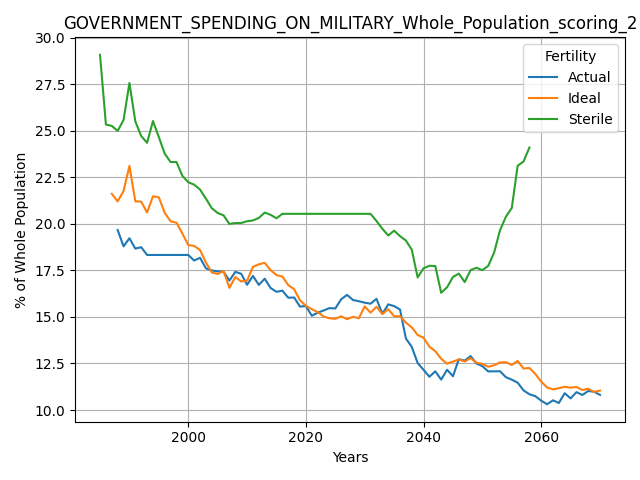 GOVERNMENT_SPENDING_ON_MILITARY_Whole_Population_scoring_2
% of Whole Population
30.0
27.5
25.0
22.5
20.0
17.5
15.0
12.5
10.0
Fertility
Actual
Ideal
Sterile
2000
2020
2040
2060
Years